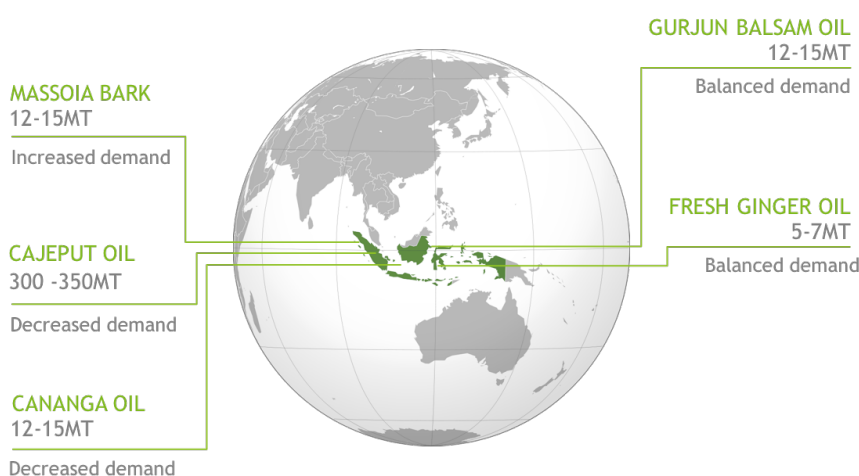 GURJUN BALSAM OIL
12-15MT
Balanced demand
MASSOIA BARK
12-15MT
Increased demand
FRESH GINGER OIL
5-7MT
Balanced demand
CAJEPUT OIL
300 -350MT
Decreased demand
CANANGA OIL
12-15MT
Decreased demand